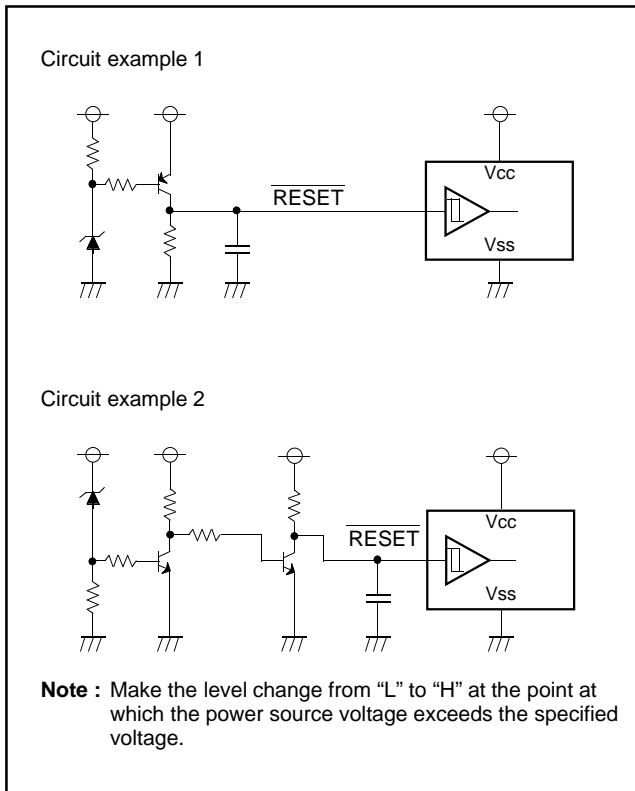 Circuit example 1
RESET
Vcc
Vss
Circuit example 2
RESET
Vcc
Vss
Note : Make the level change from “L” to “H” at the point at
which the power source voltage exceeds the specified
voltage.